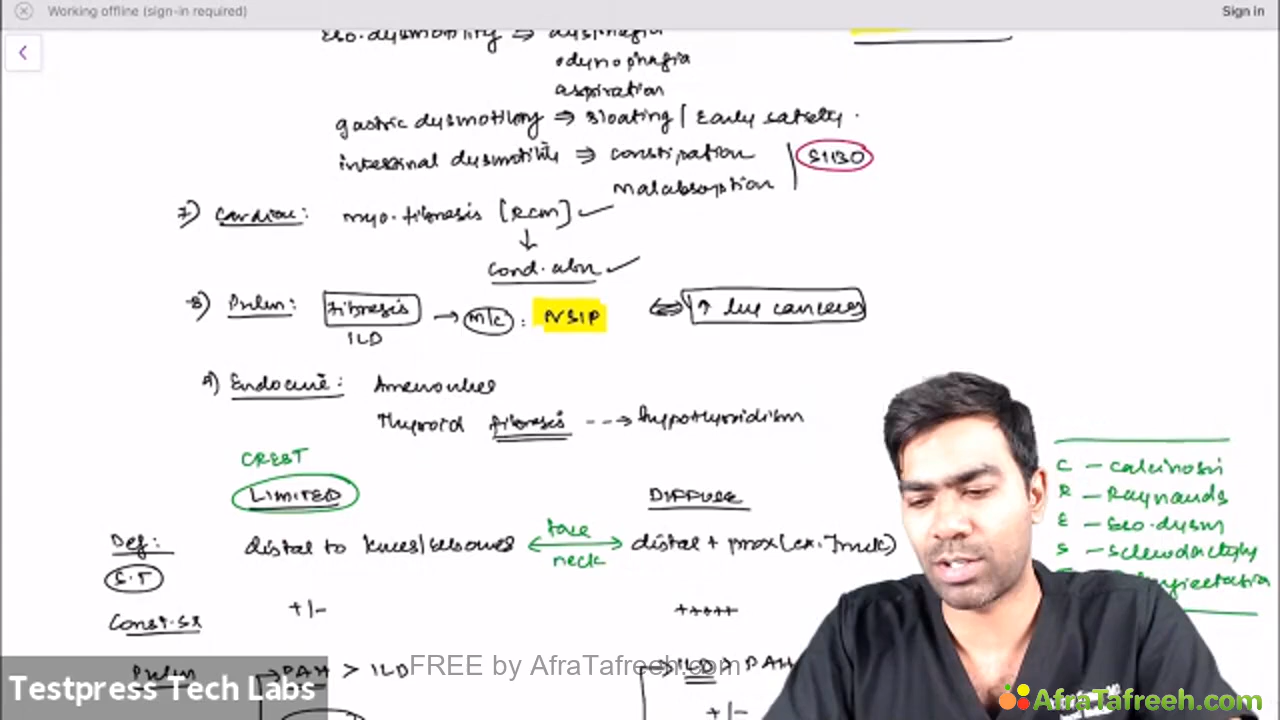 Working offline (sign-in required)
Sign in
Eso. dysmotility ⇒ dysphagia
odynophagia
aspiration
gastric dysmotility ⇒ Bloating / Early satiety.
intestinal dysmotility ⇒ constipation
malabsorption
SIBO
7) Cardiac: myo. fibrosis [RCM] ✓
↓
Cond. abn ✓
8) Pulm: fibrosis → M/C : NSIP ⇔ ↑ lung cancers
ILD
9) Endocrine: Amenorrhea
Thyroid fibrosis --→ hypothyroidism
CREST
LIMITED
DIFFUSE
C - calcinosis
R - Raynauds
E - Eso. dysm
S - sclerodactyly
Def: distal to knees/elbows ↔ distal + prox (ex. Trunk)
face
neck
S.T
Const. sx +/- +++++
Pulm → PAH > ILD → ILD > PAH
+/-
FREE by AfraTafreeh.com
Testpress Tech Labs
AfraTafreeh.com